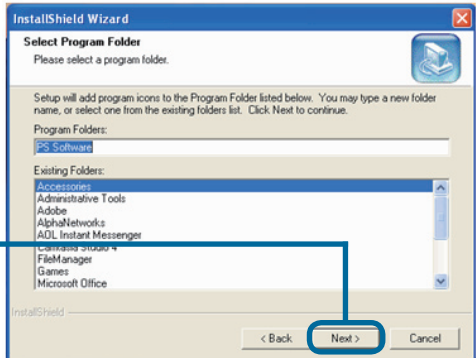 InstallShield Wizard
Select Program Folder
Please select a program folder.
Setup will add program icons to the Program Folder listed below. You may type a new folder
name, or select one from the existing folders list. Click Next to continue.
Program Folders:
PS Software
Existing Folders:
Accessories
Administrative Tools
Adobe
AlphaNetworks
AOL Instant Messenger
Camtasia Studio 4
FileManager
Games
Microsoft Office
InstallShield
< Back
Next >
Cancel